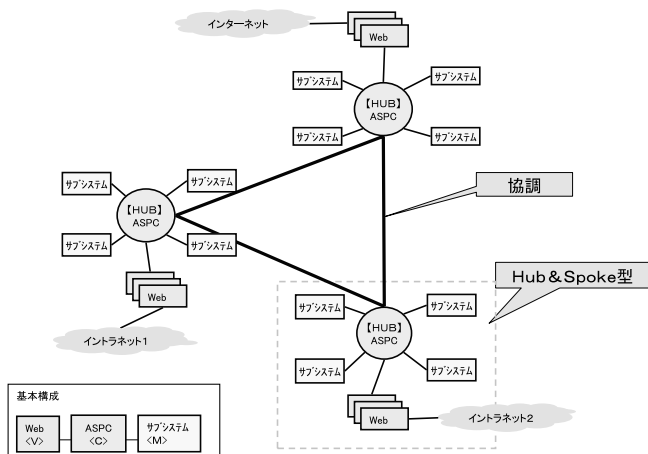 インターネット
Web
サブシステム
サブシステム
【HUB】
ASPC
サブシステム
サブシステム
サブシステム
サブシステム
【HUB】
ASPC
サブシステム
サブシステム
協調
Web
Hub&Spoke型
イントラネット1
サブシステム
サブシステム
【HUB】
ASPC
サブシステム
サブシステム
Web
イントラネット2
基本構成
Web
<V>
ASPC
<C>
サブシステム
<M>